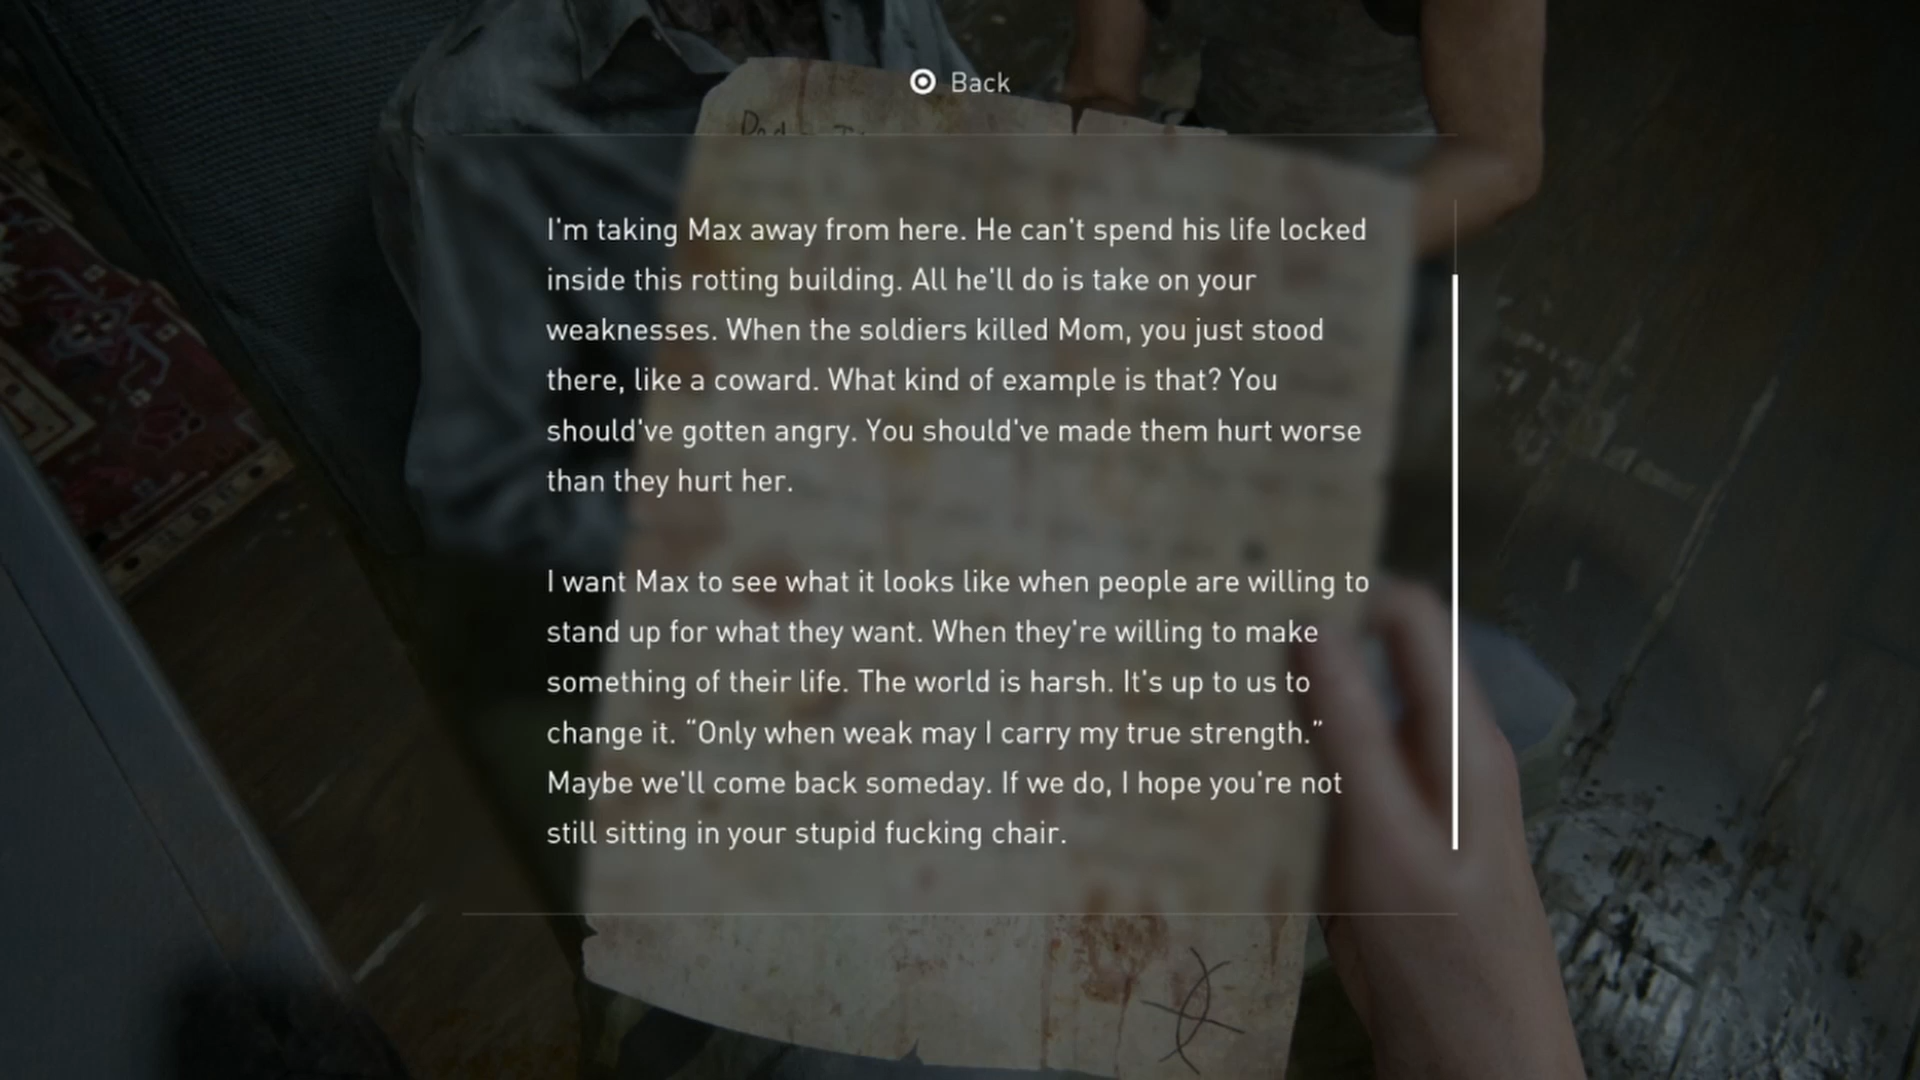 Back
I'm taking Max away from here. He can't spend his life locked
inside this rotting building. All he'll do is take on your
weaknesses. When the soldiers killed Mom, you just stood
there, like a coward. What kind of example is that? You
should've gotten angry. You should've made them hurt worse
than they hurt her.
I want Max to see what it looks like when people are willing to
stand up for what they want. When they're willing to make
something of their life. The world is harsh. It's up to us to
change it. “Only when weak may I carry my true strength.”
Maybe we'll come back someday. If we do, I hope you're not
still sitting in your stupid fucking chair.